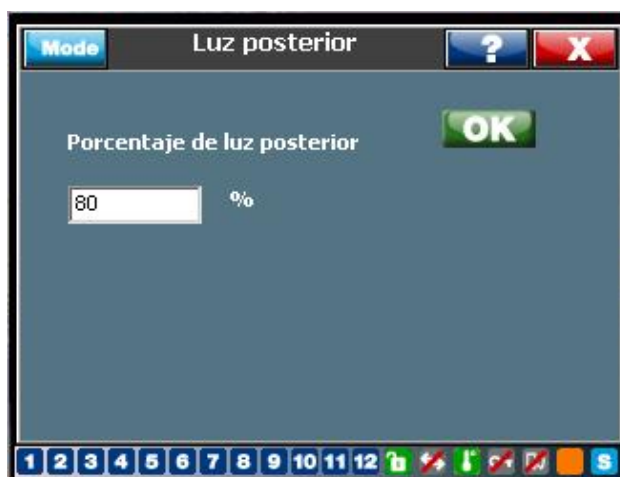 Mode Luz posterior ? X
OK
Porcentaje de luz posterior
80 %
1 2 3 4 5 6 7 8 9 10 11 12 S